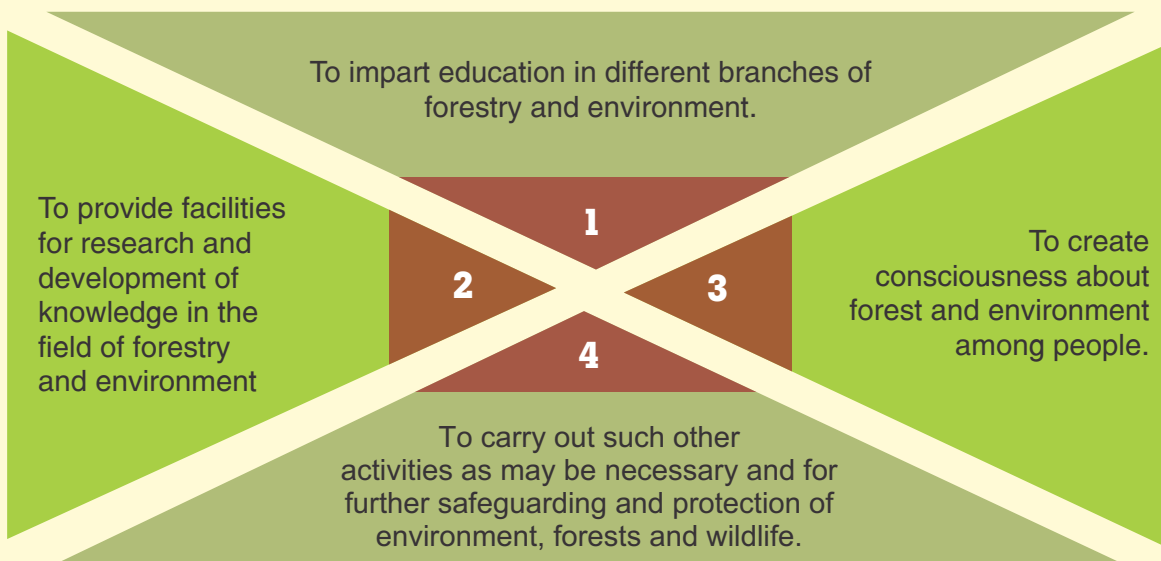 To impart education in different branches of
forestry and environment.
1
To provide facilities
for research and
development of
knowledge in the
field of forestry
and environment
2
3
To create
consciousness about
forest and environment
among people.
4
To carry out such other
activities as may be necessary and for
further safeguarding and protection of
environment, forests and wildlife.